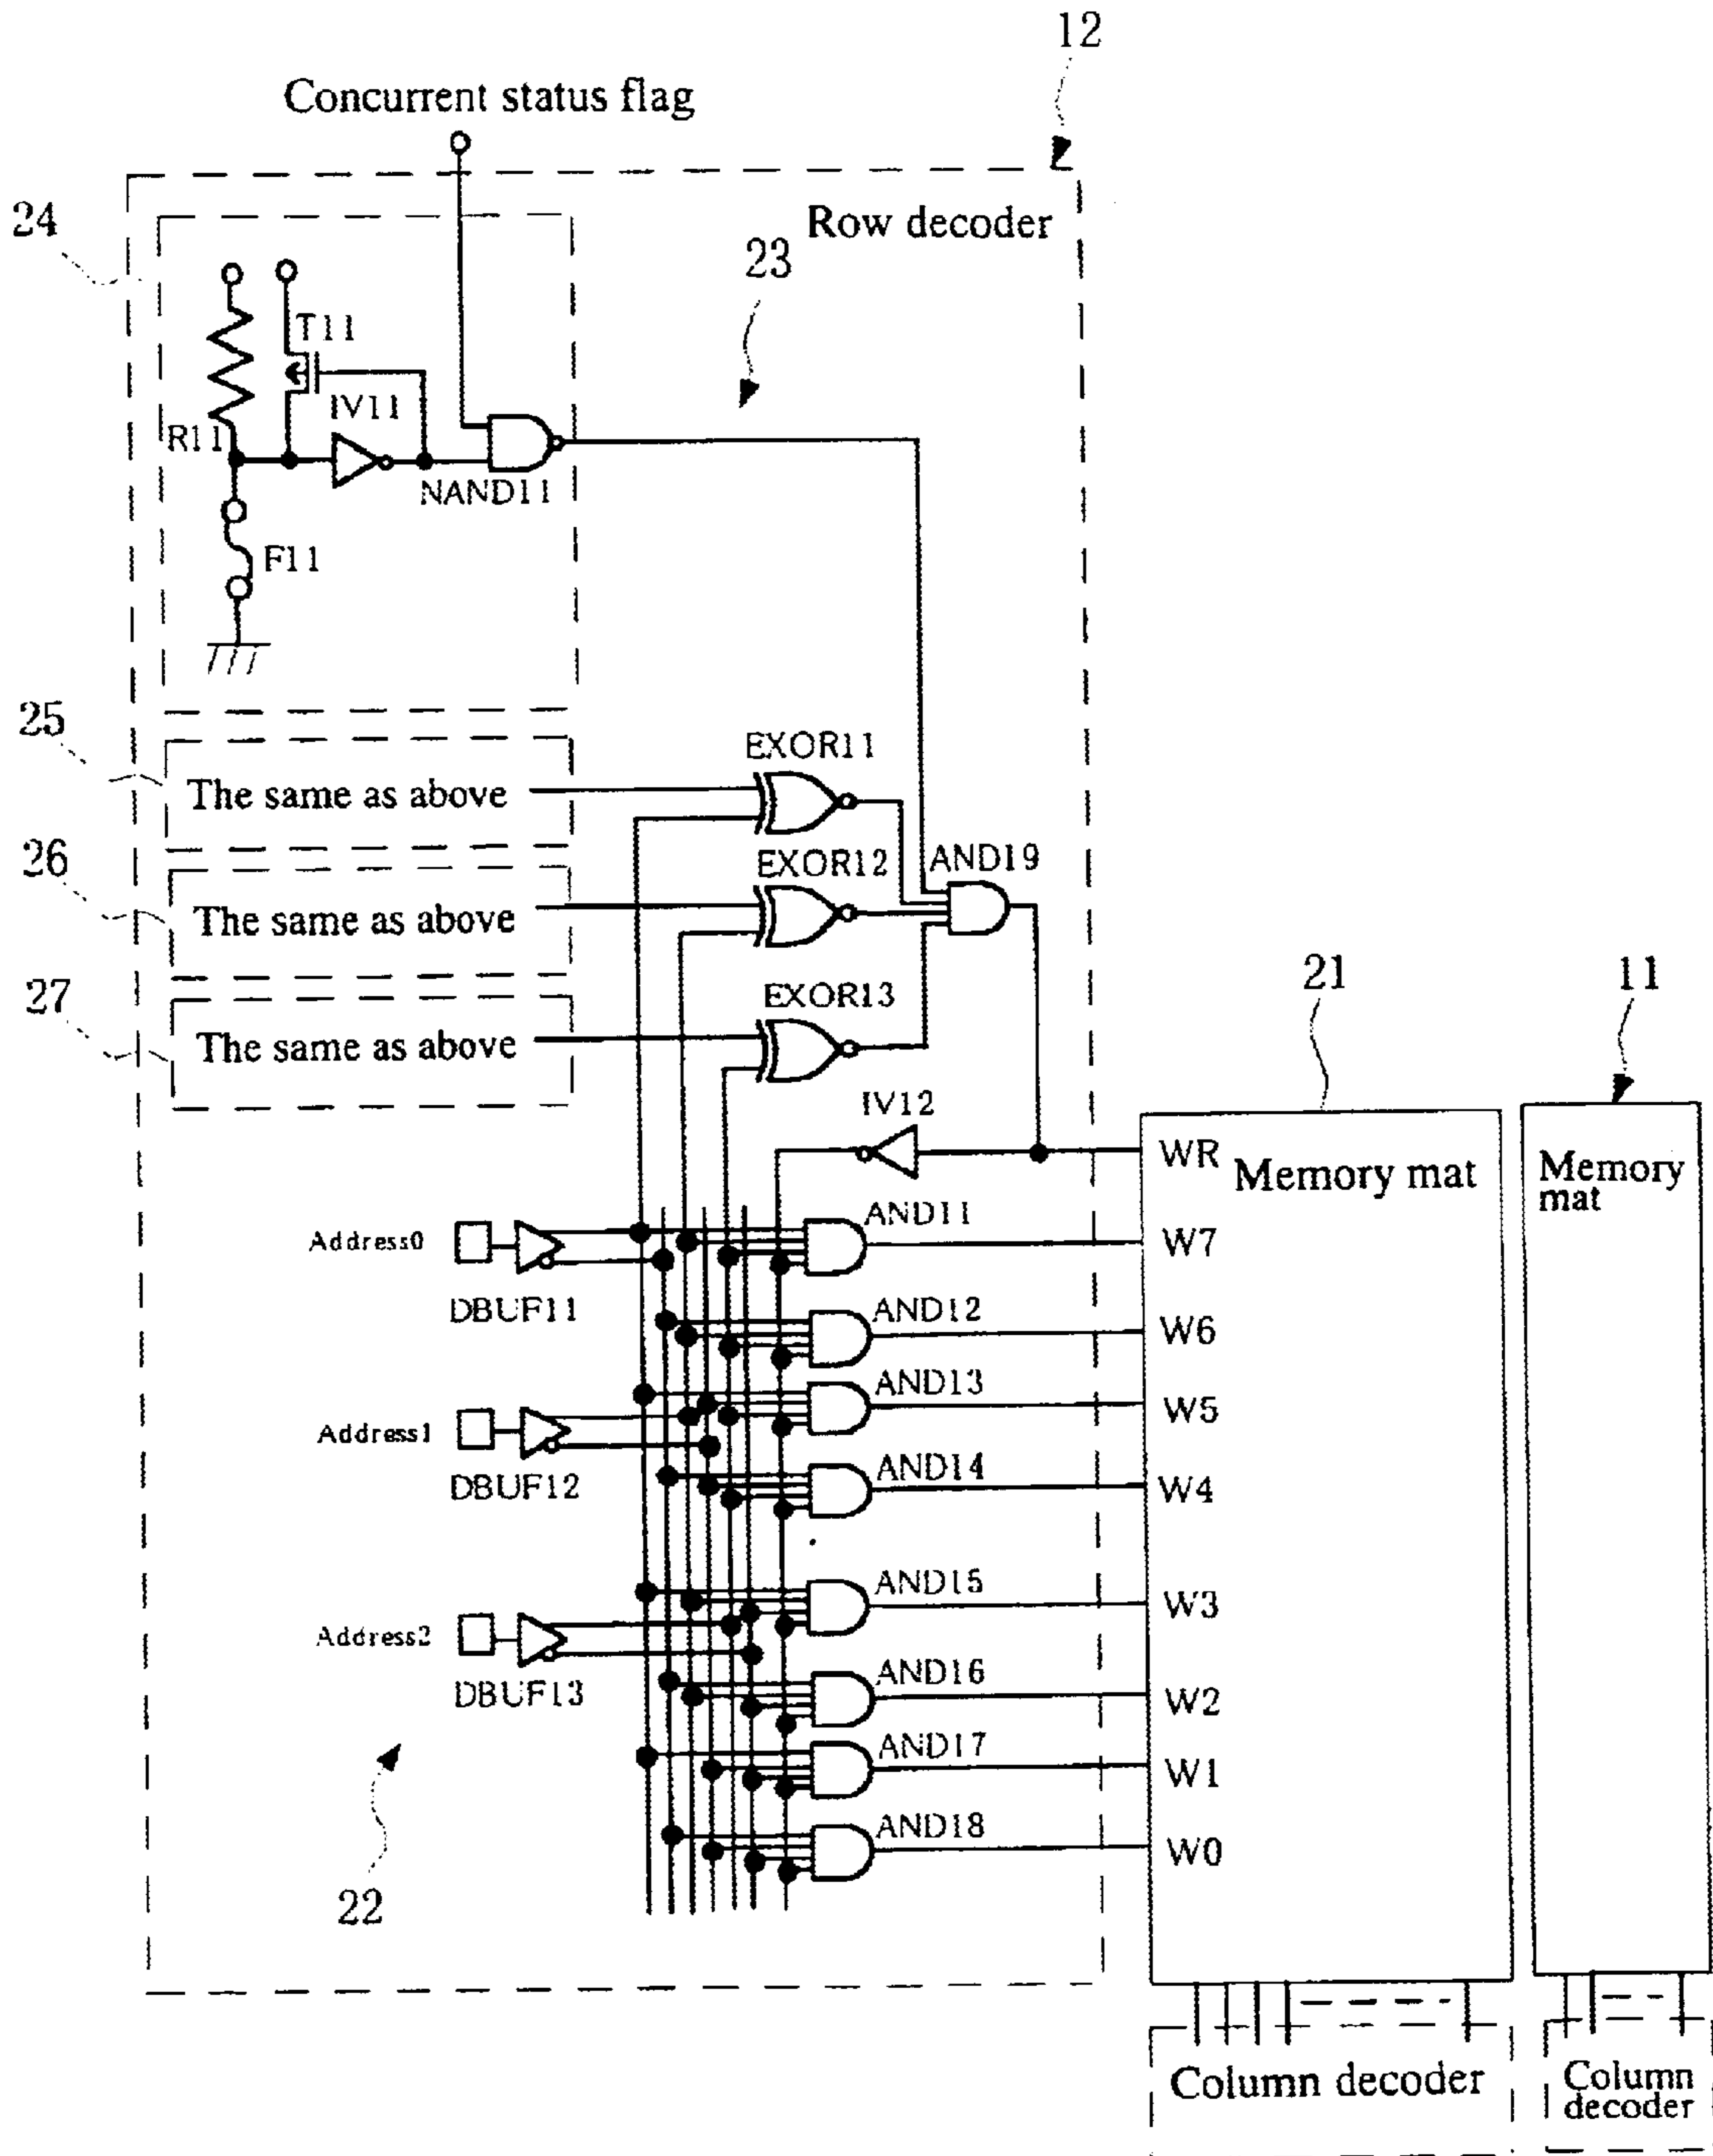 12
Concurrent status flag
24
Row decoder
23
T11
IV11
R11
NAND11
F11
25
EXOR11
The same as above
26
EXOR12
AND19
The same as above
27
EXOR13
21
11
The same as above
IV12
WR
Memory mat
Memory
mat
AND11
Address0
W7
DBUF11
AND12
W6
AND13
W5
Address1
DBUF12
AND14
W4
AND15
W3
Address2
DBUF13
AND16
W2
AND17
W1
AND18
W0
22
Column decoder
Column
decoder